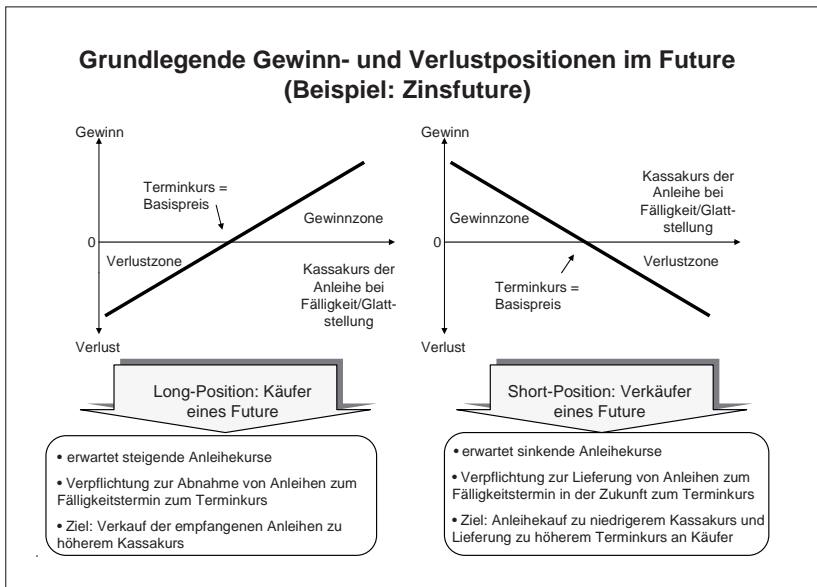 Grundlegende Gewinn- und Verlustpositionen im Future
(Beispiel: Zinsfuture)
Gewinn
Terminkurs =
Basispreis
Gewinnzone
0
Verlustzone
Kassakurs der
Anleihe bei
Fälligkeit/Glatt-
stellung
Verlust
Gewinn
Kassakurs der
Anleihe bei
Fälligkeit/Glatt-
stellung
Gewinnzone
0
Verlustzone
Terminkurs =
Basispreis
Verlust
Long-Position: Käufer
eines Future
• erwartet steigende Anleihekurse
• Verpflichtung zur Abnahme von Anleihen zum
Fälligkeitstermin zum Terminkurs
• Ziel: Verkauf der empfangenen Anleihen zu
höherem Kassakurs
Short-Position: Verkäufer
eines Future
• erwartet sinkende Anleihekurse
• Verpflichtung zur Lieferung von Anleihen zum
Fälligkeitstermin in der Zukunft zum Terminkurs
• Ziel: Anleihekauf zu niedrigerem Kassakurs und
Lieferung zu höherem Terminkurs an Käufer